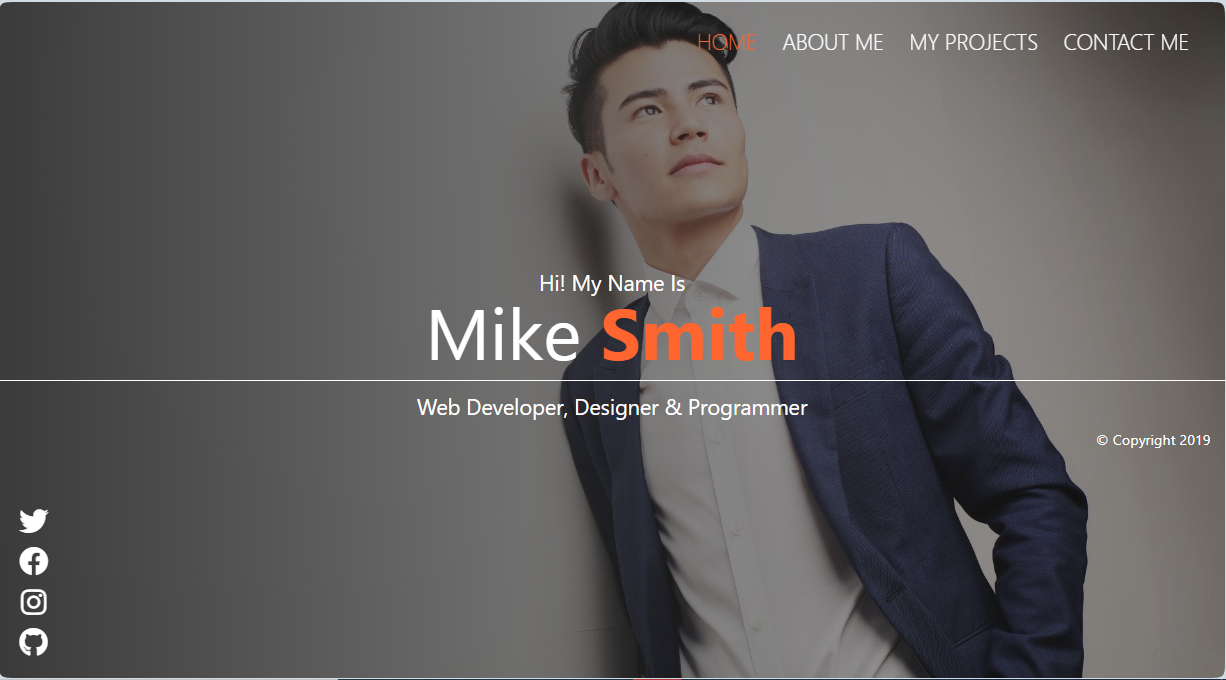 HOME ABOUT ME MY PROJECTS CONTACT ME
Hi! My Name Is
Mike Smith
Web Developer, Designer & Programmer
© Copyright 2019